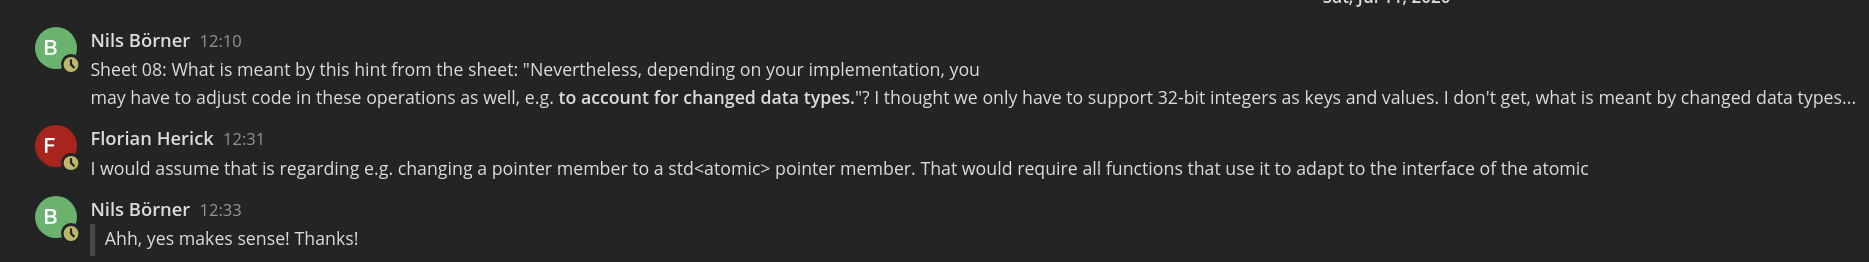 Sat, Jul 11, 2020
B
Nils Börner 12:10
Sheet 08: What is meant by this hint from the sheet: "Nevertheless, depending on your implementation, you
may have to adjust code in these operations as well, e.g. to account for changed data types."? I thought we only have to support 32-bit integers as keys and values. I don't get, what is meant by changed data types...
F
Florian Herick 12:31
I would assume that is regarding e.g. changing a pointer member to a std<atomic> pointer member. That would require all functions that use it to adapt to the interface of the atomic
B
Nils Börner 12:33
Ahh, yes makes sense! Thanks!